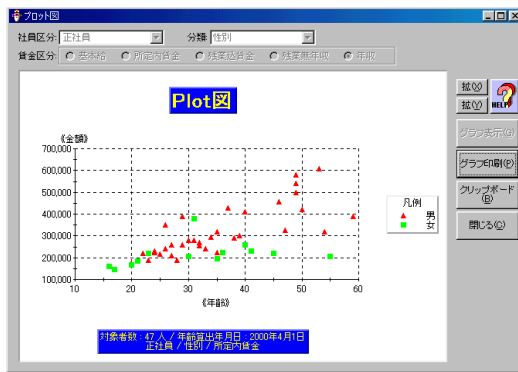 プロット図
社員区分: 正社員 分類: 性別
賃金区分: 基本給 所定内賃金 残業込賃金 残業無年収 年収
拡(X)
拡(Y)
HELP
グラフ表示(G)
グラフ印刷(P)
クリップボード
(B)
閉じる(C)
Plot図
《金額》
700,000
600,000
500,000
400,000
300,000
200,000
100,000
10 20 30 40 50 60
《年齢》
凡例
男
女
対象者数 : 47 人 / 年齢算出年月日 : 2000年4月1日
正社員 / 性別 / 所定内賃金